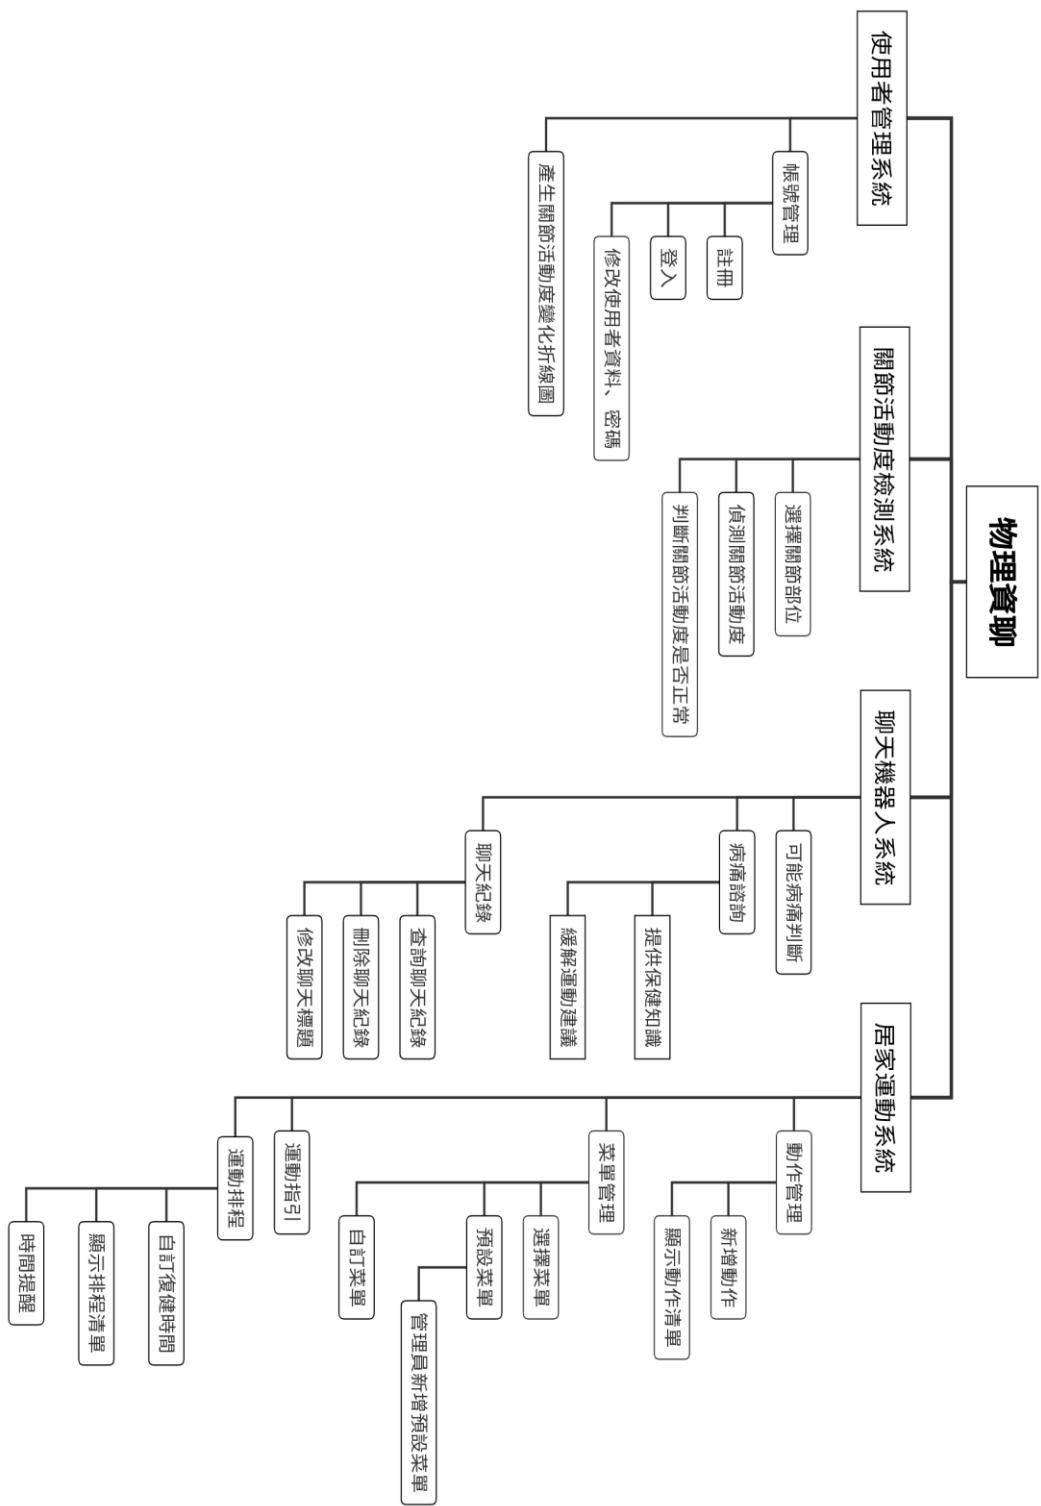 物理資聊
使用者管理系統
帳號管理
註冊
登入
修改使用者資料、密碼
產生關節活動度變化折線圖
關節活動度檢測系統
選擇關節部位
偵測關節活動度
判斷關節活動度是否正常
聊天機器人系統
可能病痛判斷
病痛諮詢
提供保健知識
緩解運動建議
聊天紀錄
查詢聊天紀錄
刪除聊天紀錄
修改聊天標題
居家運動系統
動作管理
新增動作
顯示動作清單
菜單管理
選擇菜單
預設菜單
管理員新增預設菜單
自訂菜單
運動指引
運動排程
自訂復健時間
顯示排程清單
時間提醒